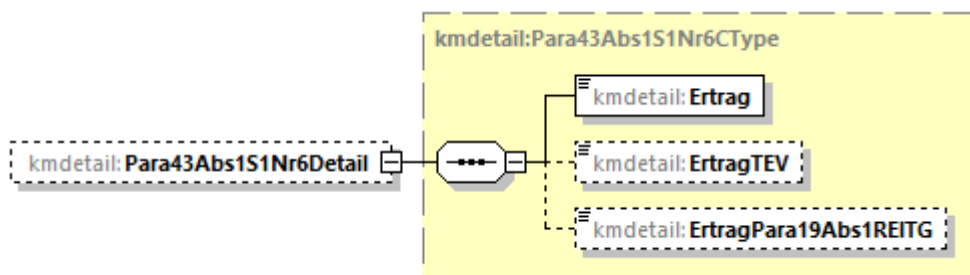 kmdetail:Para43Abs1S1Nr6CType
kmdetail:Ertrag
kmdetail:Para43Abs1S1Nr6Detail
kmdetail:ErtragTEV
kmdetail:ErtragPara19Abs1REITG